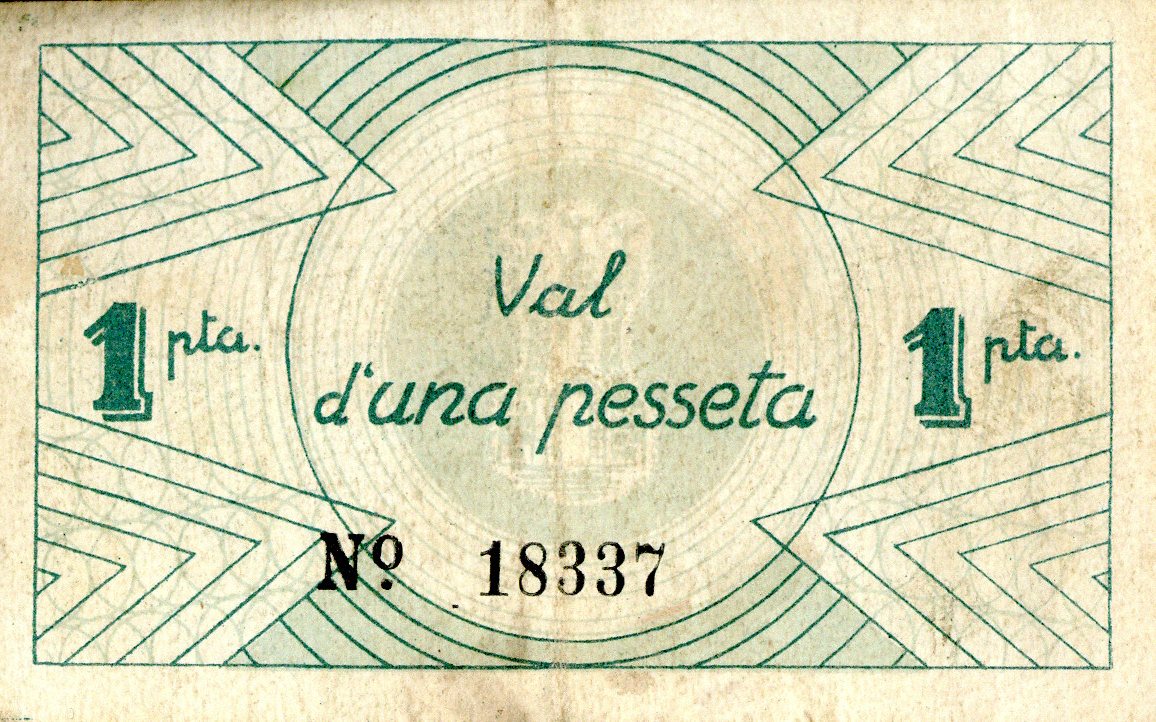 Val
d'una pesseta
1 pta.
1 pta.
Nº. 18337